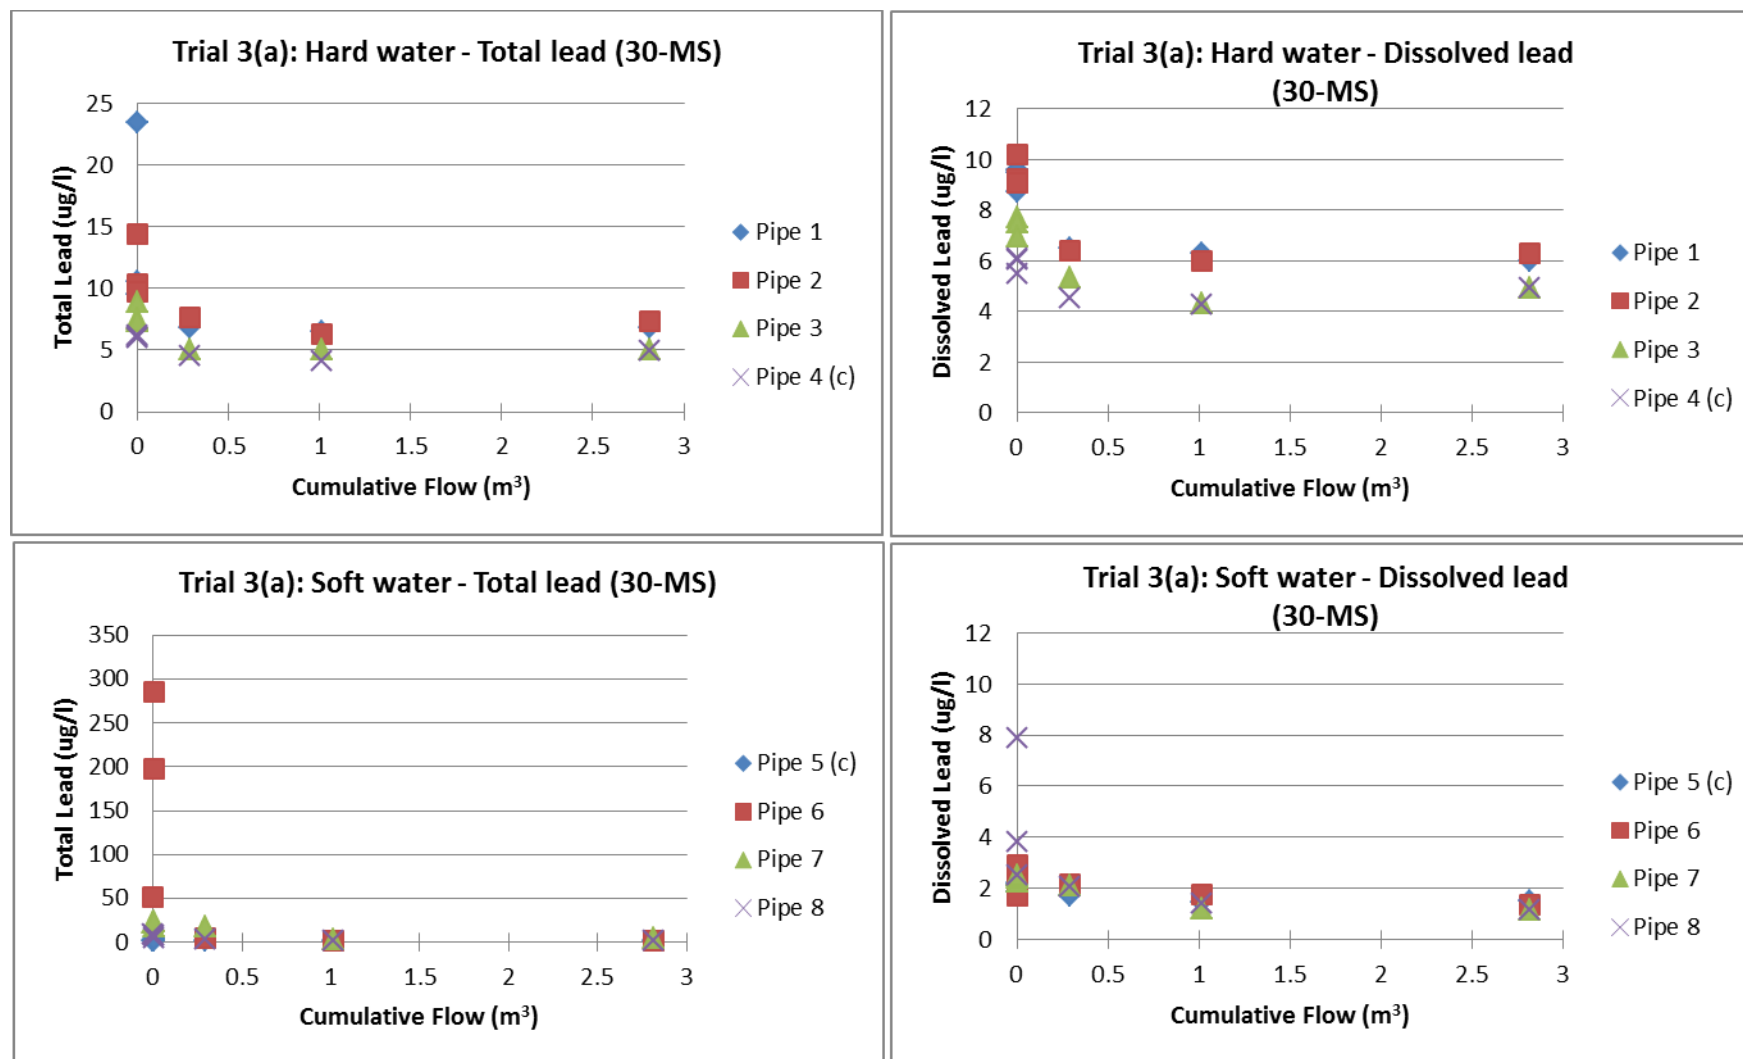 Trial 3(a): Hard water - Total lead (30-MS)
Total Lead (ug/l)
25
20
15
10
5
0
0
0.5
1
1.5
2
2.5
3
Cumulative Flow (m³)
Pipe 1
Pipe 2
Pipe 3
Pipe 4 (c)
Trial 3(a): Hard water - Dissolved lead
(30-MS)
Dissolved Lead (ug/l)
12
10
8
6
4
2
0
0
0.5
1
1.5
2
2.5
3
Cumulative Flow (m³)
Pipe 1
Pipe 2
Pipe 3
Pipe 4 (c)
Trial 3(a): Soft water - Total lead (30-MS)
Total Lead (ug/l)
350
300
250
200
150
100
50
0
0
0.5
1
1.5
2
2.5
3
Cumulative Flow (m³)
Pipe 5 (c)
Pipe 6
Pipe 7
Pipe 8
Trial 3(a): Soft water - Dissolved lead
(30-MS)
Dissolved Lead (ug/l)
12
10
8
6
4
2
0
0
0.5
1
1.5
2
2.5
3
Cumulative Flow (m³)
Pipe 5 (c)
Pipe 6
Pipe 7
Pipe 8